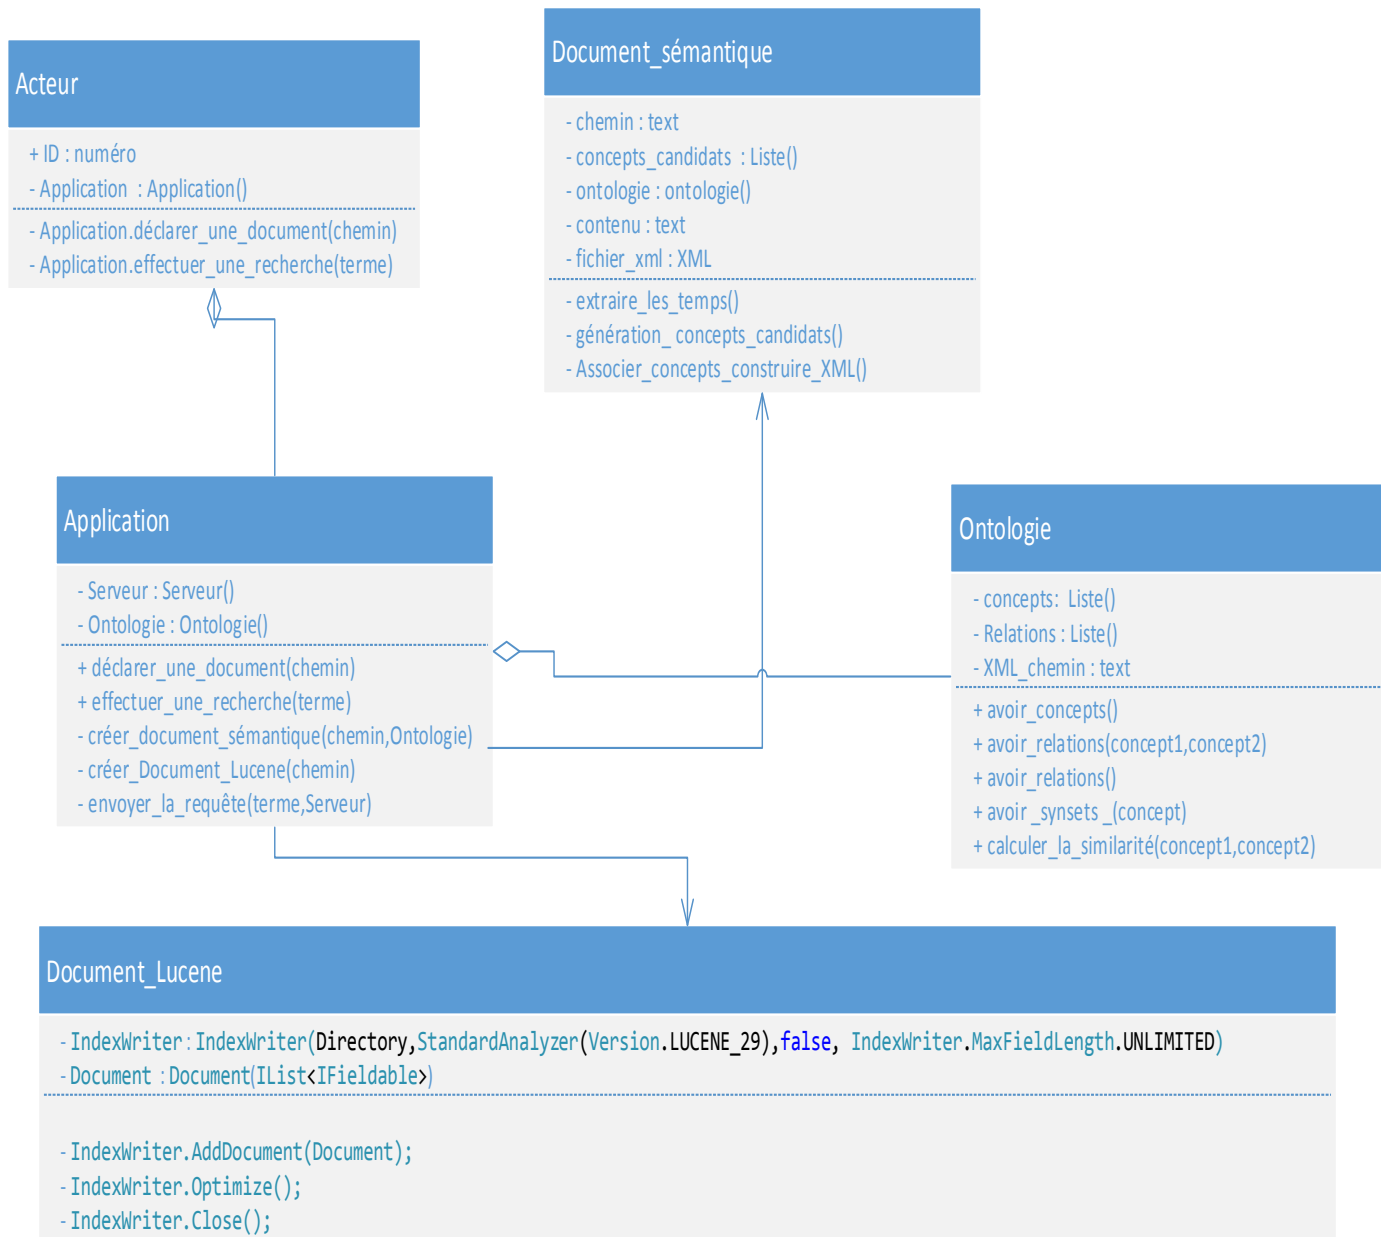 Acteur
+ ID : numéro
- Application : Application()
- Application.déclarer_une_document(chemin)
- Application.effectuer_une_recherche(terme)
Document_sémantique
- chemin : text
- concepts_candidats : Liste()
- ontologie : ontologie()
- contenu : text
- fichier_xml : XML
- extraire_les_temps()
- génération_ concepts_candidats()
- Associer_concepts_construire_XML()
Application
- Serveur : Serveur()
- Ontologie : Ontologie()
+ déclarer_une_document(chemin)
+ effectuer_une_recherche(terme)
- créer_document_sémantique(chemin,Ontologie)
- créer_Document_Lucene(chemin)
- envoyer_la_requête(terme,Serveur)
Ontologie
- concepts: Liste()
- Relations : Liste()
- XML_chemin : text
+ avoir_concepts()
+ avoir_relations(concept1,concept2)
+ avoir_relations()
+ avoir _synsets _(concept)
+ calculer_la_similarité(concept1,concept2)
Document_Lucene
- IndexWriter : IndexWriter(Directory,StandardAnalyzer(Version.LUCENE_29),false, IndexWriter.MaxFieldLength.UNLIMITED)
- Document : Document(IList<IFieldable>)
- IndexWriter.AddDocument(Document);
- IndexWriter.Optimize();
- IndexWriter.Close();